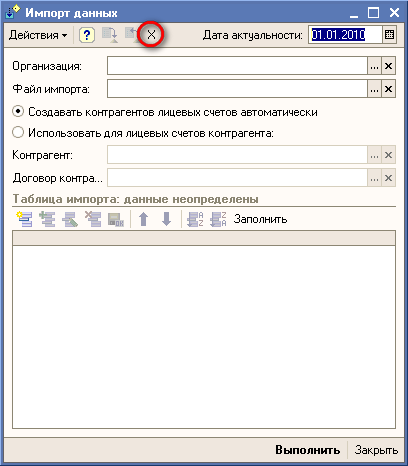 Импорт данных
Действия ? X Дата актуальности: 01.01.2010
Организация: ... x
Файл импорта: ... x
Создавать контрагентов лицевых счетов автоматически
Использовать для лицевых счетов контрагента:
Контрагент: ... x
Договор контра... ... x
Таблица импорта: данные неопределены
Заполнить
Выполнить Закрыть